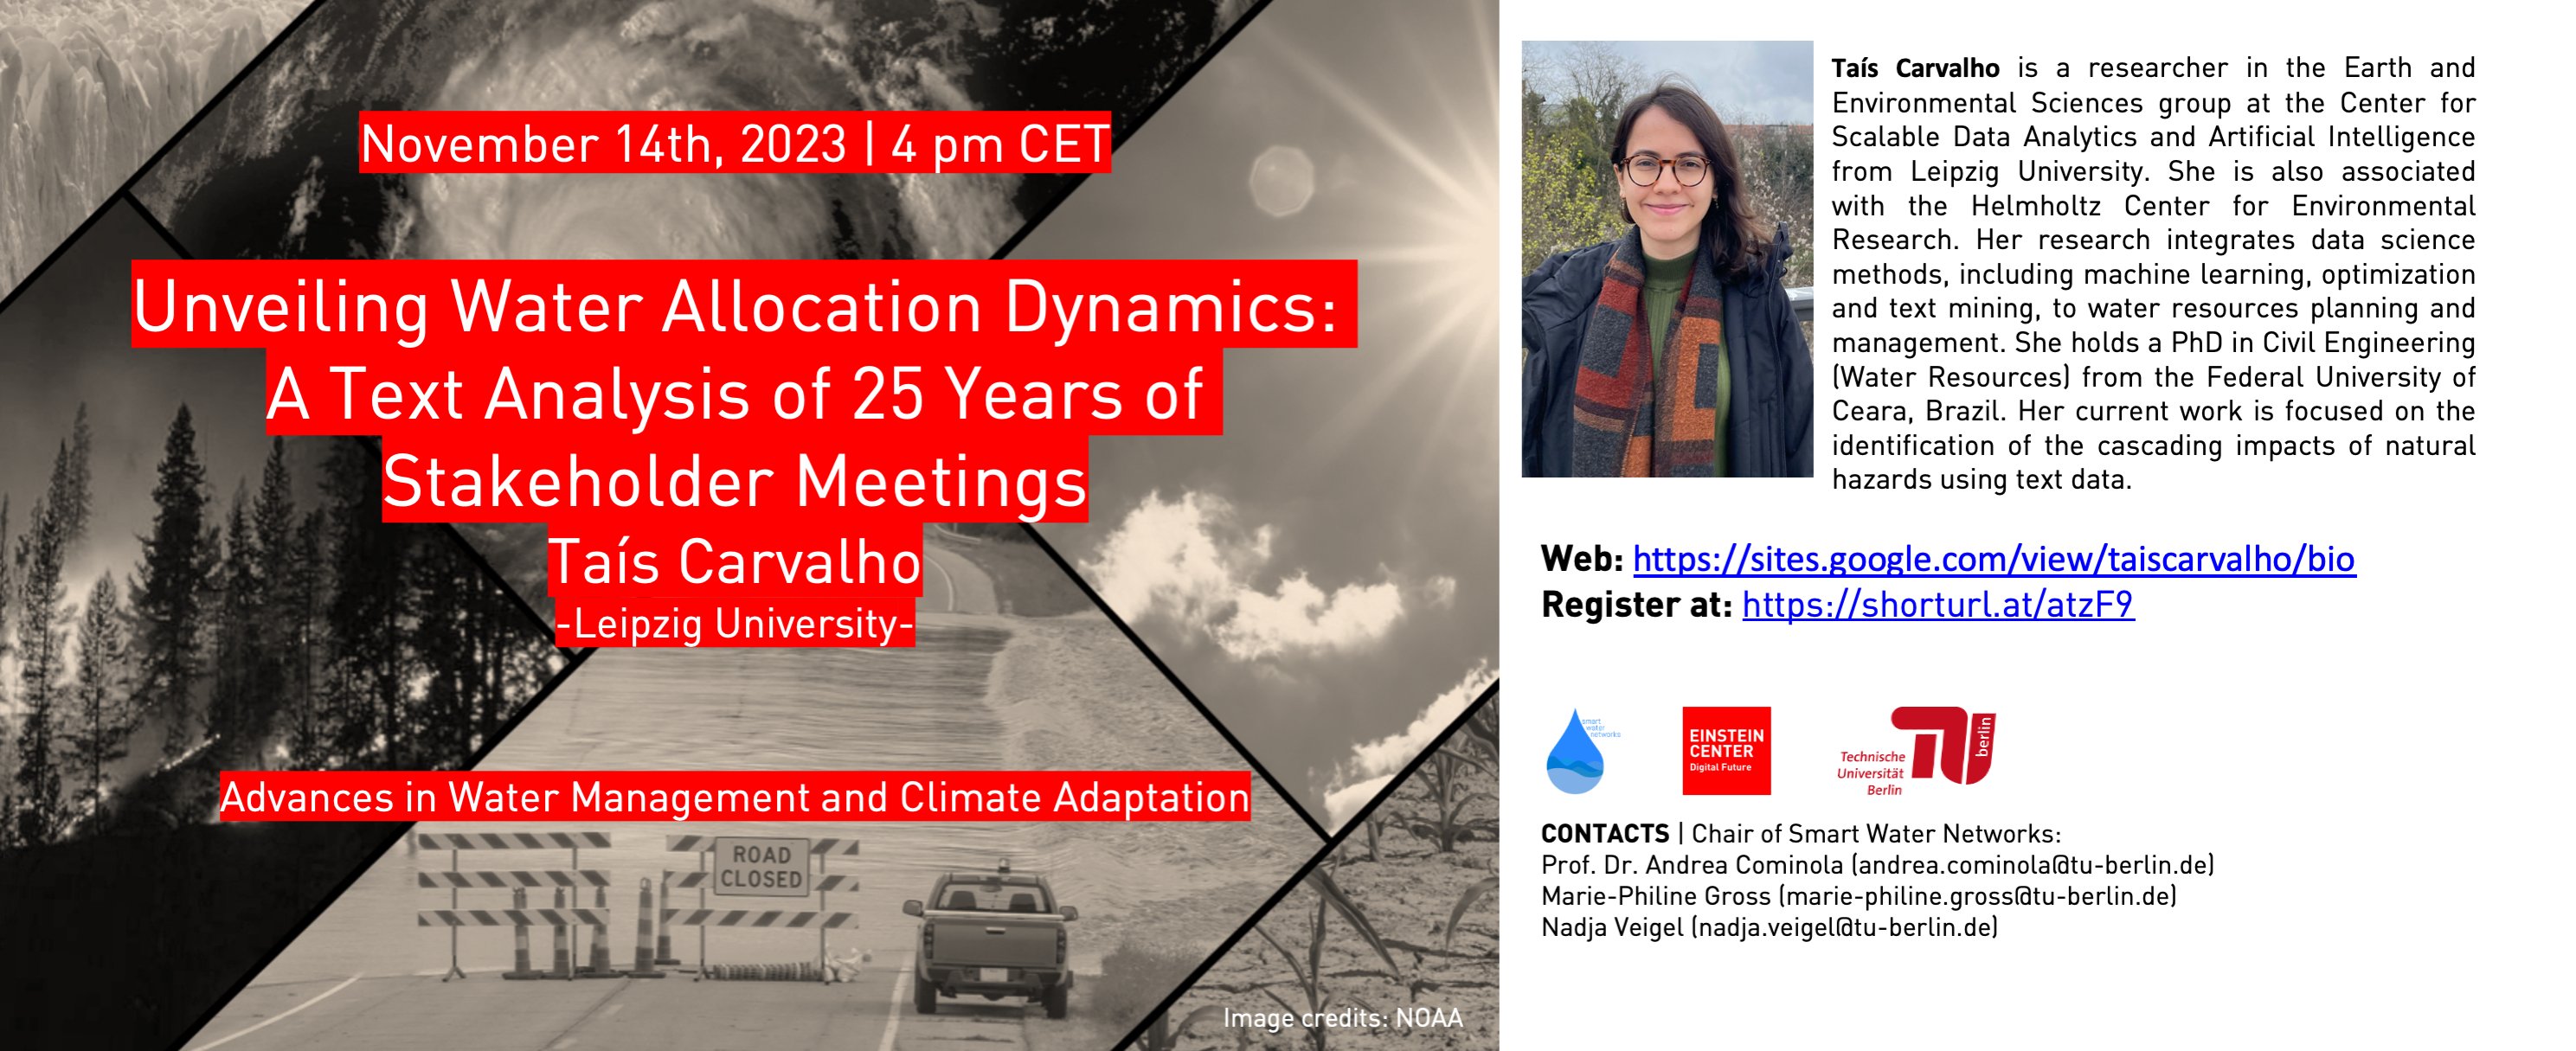 November 14th, 2023 | 4 pm CET
Unveiling Water Allocation Dynamics:
A Text Analysis of 25 Years of
Stakeholder Meetings
Taís Carvalho
-Leipzig University-
Advances in Water Management and Climate Adaptation
ROAD
CLOSED
Image credits: NOAA
Taís Carvalho is a researcher in the Earth and
Environmental Sciences group at the Center for
Scalable Data Analytics and Artificial Intelligence
from Leipzig University. She is also associated
with the Helmholtz Center for Environmental
Research. Her research integrates data science
methods, including machine learning, optimization
and text mining, to water resources planning and
management. She holds a PhD in Civil Engineering
(Water Resources) from the Federal University of
Ceara, Brazil. Her current work is focused on the
identification of the cascading impacts of natural
hazards using text data.
Web: https://sites.google.com/view/taiscarvalho/bio
Register at: https://shorturl.at/atzF9
smart
water
networks
EINSTEIN
CENTER
Digital Future
Technische
Universität
Berlin
berlin
CONTACTS | Chair of Smart Water Networks:
Prof. Dr. Andrea Cominola (andrea.cominola@tu-berlin.de)
Marie-Philine Gross (marie-philine.gross@tu-berlin.de)
Nadja Veigel (nadja.veigel@tu-berlin.de)